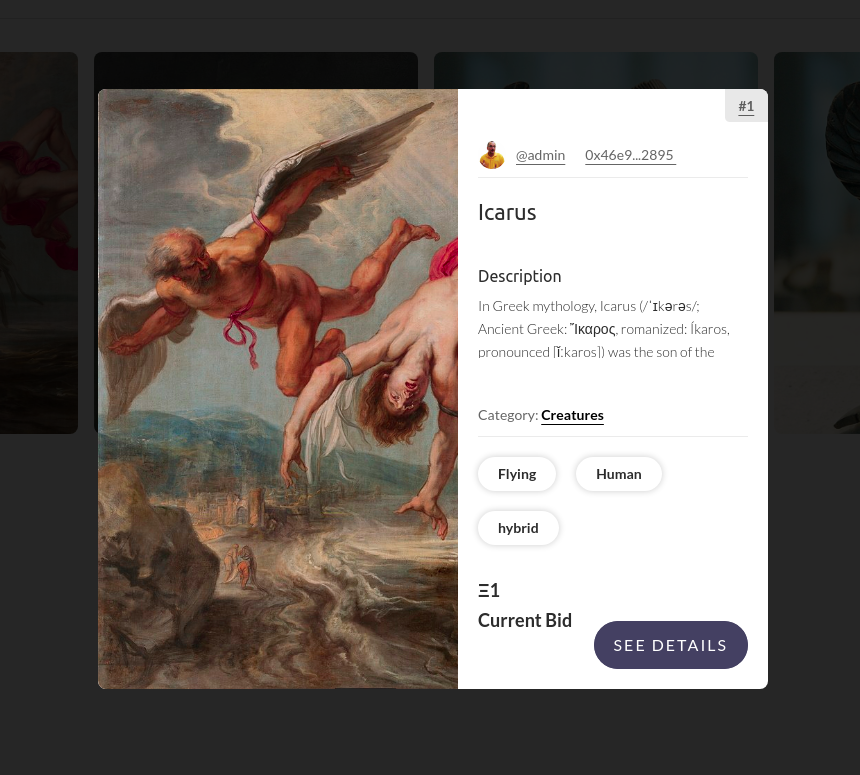 #1
@admin 0x46e9...2895
Icarus
Description
In Greek mythology, Icarus (/ˈɪkərəs/;
Ancient Greek: Ἴκαρος, romanized: Íkaros,
pronounced [ǐːkaros]) was the son of the
Category: Creatures
Flying Human
hybrid
Ξ1
Current Bid
SEE DETAILS